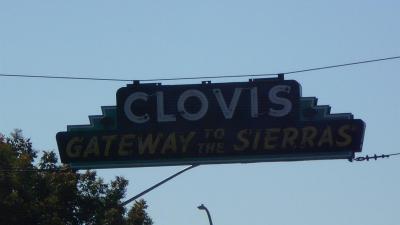 CLOVIS
GATEWAY TO THE SIERRAS